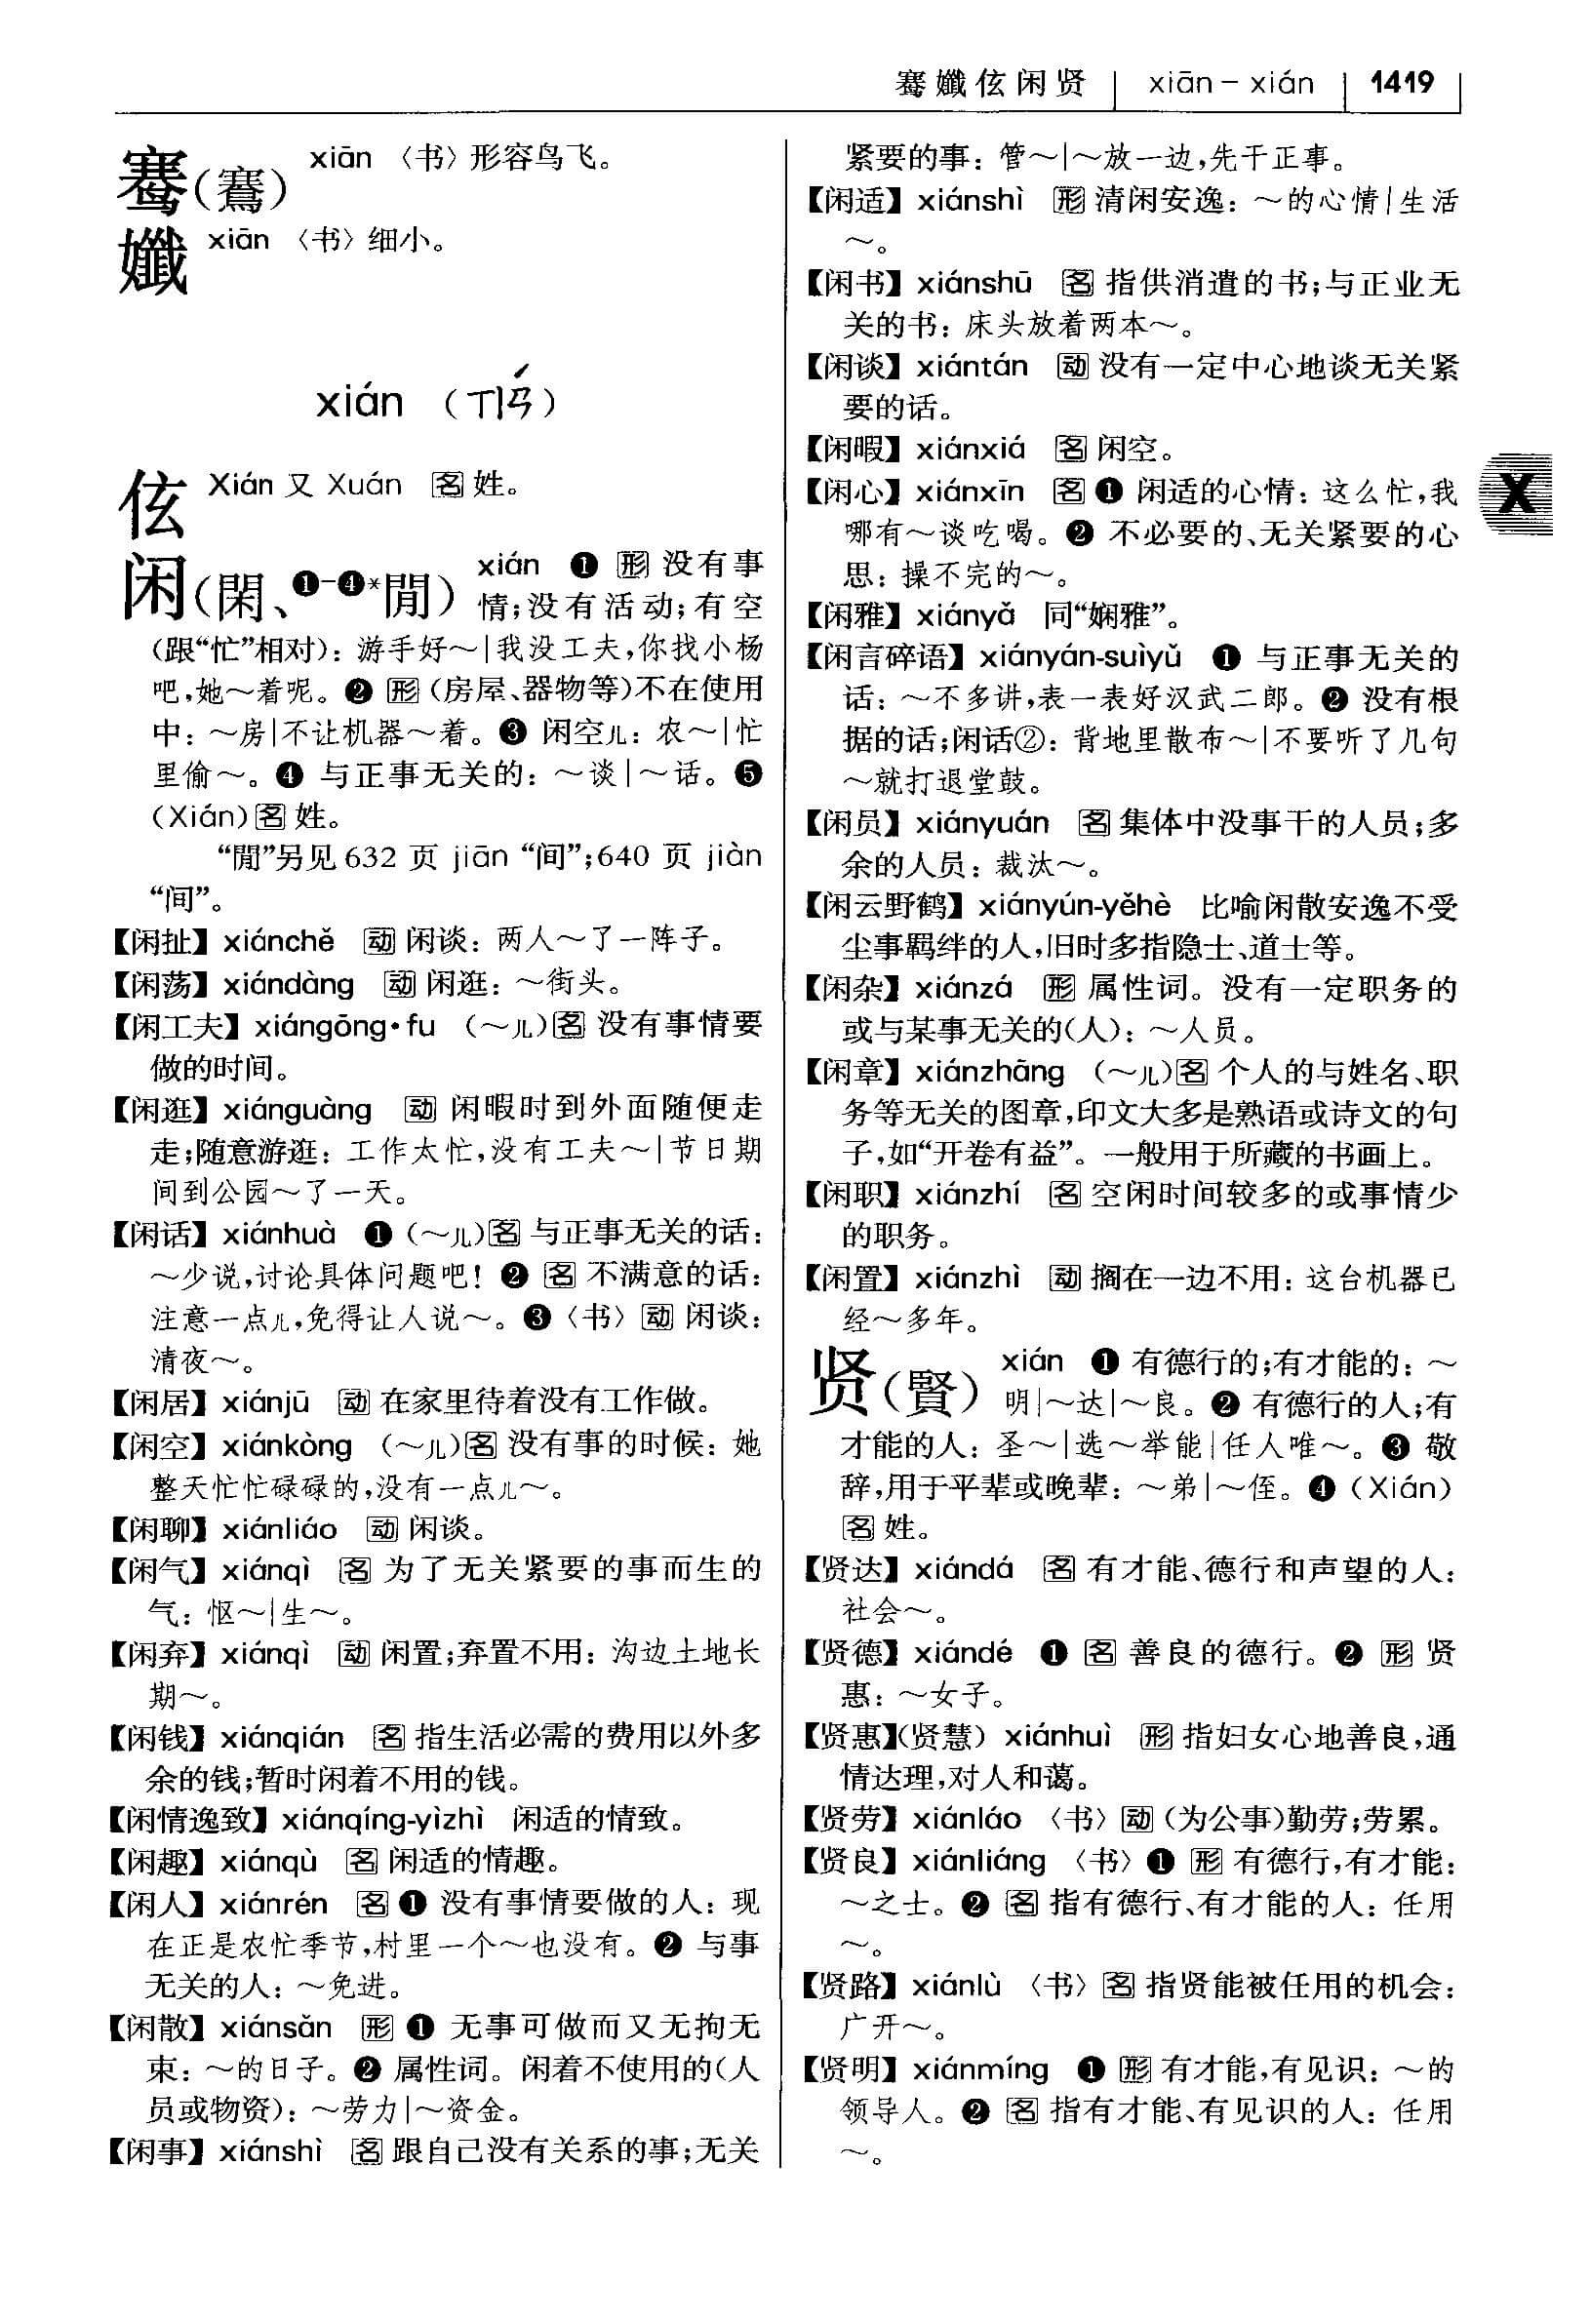 骞孅伭闲贤 xiān－xián 1419
骞(鶱) xiān 〈书〉形容鸟飞。
孅 xiān 〈书〉细小。
xián （ㄒㄧㄢˊ）
伭 Xián 又 Xuán 名 姓。
闲(閑、❶-❹*閒) xián ❶ 形 没有事
情；没有活动；有空
（跟“忙”相对）：游手好～|我没工夫，你找小杨
吧，她～着呢。❷ 形（房屋、器物等）不在使用
中：～房|不让机器～着。❸ 闲空儿：农～|忙
里偷～。❹ 与正事无关的：～谈|～话。❺
（Xián）名 姓。
“閒”另见 632 页 jiān “间”；640 页 jiàn
“间”。
【闲扯】xiánchě 动 闲谈：两人～了一阵子。
【闲荡】xiándàng 动 闲逛：～街头。
【闲工夫】xiángōng·fu （～儿）名 没有事情要
做的时间。
【闲逛】xiánguàng 动 闲暇时到外面随便走
走；随意游逛：工作太忙，没有工夫～|节日期
间到公园～了一天。
【闲话】xiánhuà ❶（～儿）名 与正事无关的话：
～少说，讨论具体问题吧！❷ 名 不满意的话：
注意一点儿，免得让人说～。❸〈书〉动 闲谈：
清夜～。
【闲居】xiánjū 动 在家里待着没有工作做。
【闲空】xiánkòng （～儿）名 没有事的时候：她
整天忙忙碌碌的，没有一点儿～。
【闲聊】xiánliáo 动 闲谈。
【闲气】xiánqì 名 为了无关紧要的事而生的
气：怄～|生～。
【闲弃】xiánqì 动 闲置；弃置不用：沟边土地长
期～。
【闲钱】xiánqián 名 指生活必需的费用以外多
余的钱；暂时闲着不用的钱。
【闲情逸致】xiánqíng-yìzhì 闲适的情致。
【闲趣】xiánqù 名 闲适的情趣。
【闲人】xiánrén 名 ❶ 没有事情要做的人：现
在正是农忙季节，村里一个～也没有。❷ 与事
无关的人：～免进。
【闲散】xiánsǎn 形 ❶ 无事可做而又无拘无
束：～的日子。❷ 属性词。闲着不使用的（人
员或物资）：～劳力|～资金。
【闲事】xiánshì 名 跟自己没有关系的事；无关
紧要的事：管～|～放一边，先干正事。
【闲适】xiánshì 形 清闲安逸：～的心情|生活
～。
【闲书】xiánshū 名 指供消遣的书；与正业无
关的书：床头放着两本～。
【闲谈】xiántán 动 没有一定中心地谈无关紧
要的话。
【闲暇】xiánxiá 名 闲空。
【闲心】xiánxīn 名 ❶ 闲适的心情：这么忙，我
哪有～谈吃喝。❷ 不必要的、无关紧要的心
思：操不完的～。
【闲雅】xiányǎ 同“娴雅”。
【闲言碎语】xiányán-suìyǔ ❶ 与正事无关的
话：～不多讲，表一表好汉武二郎。❷ 没有根
据的话；闲话②：背地里散布～|不要听了几句
～就打退堂鼓。
【闲员】xiányuán 名 集体中没事干的人员；多
余的人员：裁汰～。
【闲云野鹤】xiányún-yěhè 比喻闲散安逸不受
尘事羁绊的人，旧时多指隐士、道士等。
【闲杂】xiánzá 形 属性词。没有一定职务的
或与某事无关的（人）：～人员。
【闲章】xiánzhāng （～儿）名 个人的与姓名、职
务等无关的图章，印文大多是熟语或诗文的句
子，如“开卷有益”。一般用于所藏的书画上。
【闲职】xiánzhí 名 空闲时间较多的或事情少
的职务。
【闲置】xiánzhì 动 搁在一边不用：这台机器已
经～多年。
贤(賢) xián ❶ 有德行的；有才能的：～
明|～达|～良。❷ 有德行的人；有
才能的人：圣～|选～举能|任人唯～。❸ 敬
辞，用于平辈或晚辈：～弟|～侄。❹（Xián）
名 姓。
【贤达】xiándá 名 有才能、德行和声望的人：
社会～。
【贤德】xiándé ❶ 名 善良的德行。❷ 形 贤
惠：～女子。
【贤惠】（贤慧） xiánhuì 形 指妇女心地善良，通
情达理，对人和蔼。
【贤劳】xiánláo 〈书〉动（为公事）勤劳；劳累。
【贤良】xiánliáng 〈书〉❶ 形 有德行，有才能：
～之士。❷ 名 指有德行、有才能的人：任用
～。
【贤路】xiánlù 〈书〉名 指贤能被任用的机会：
广开～。
【贤明】xiánmíng ❶ 形 有才能，有见识：～的
领导人。❷ 名 指有才能、有见识的人：任用
～。
X